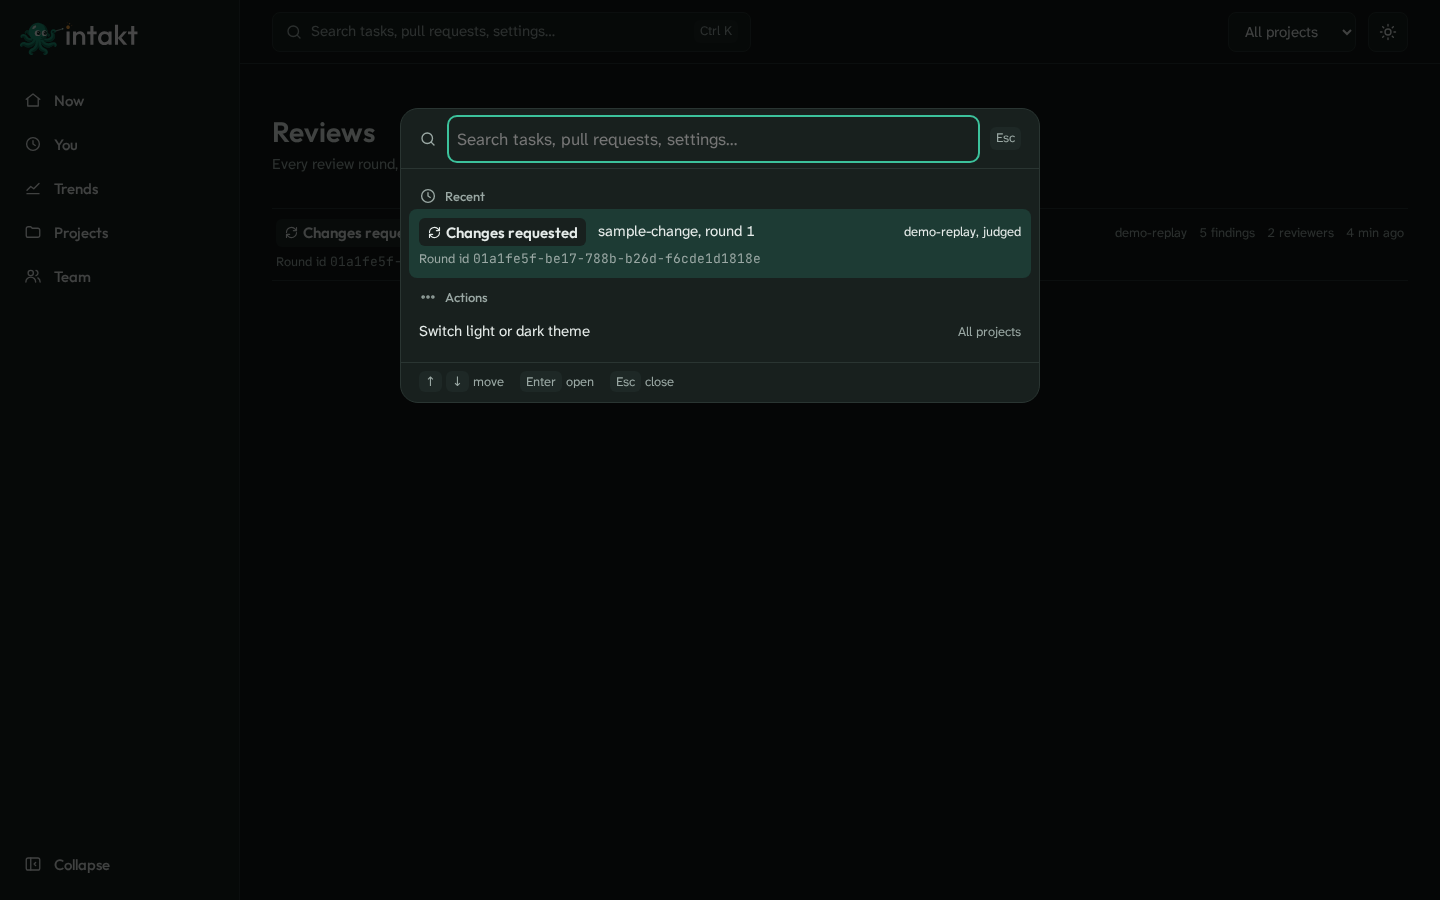 intakt
Search tasks, pull requests, settings... Ctrl K
All projects
Now
You
Trends
Projects
Team
Collapse
Reviews
Every review round,
Changes reque
Round id 01a1fe5f-
demo-replay 5 findings 2 reviewers 4 min ago
Search tasks, pull requests, settings...
Esc
Recent
Changes requested sample-change, round 1 demo-replay, judged
Round id 01a1fe5f-be17-788b-b26d-f6cde1d1818e
Actions
Switch light or dark theme All projects
↑ ↓ move Enter open Esc close